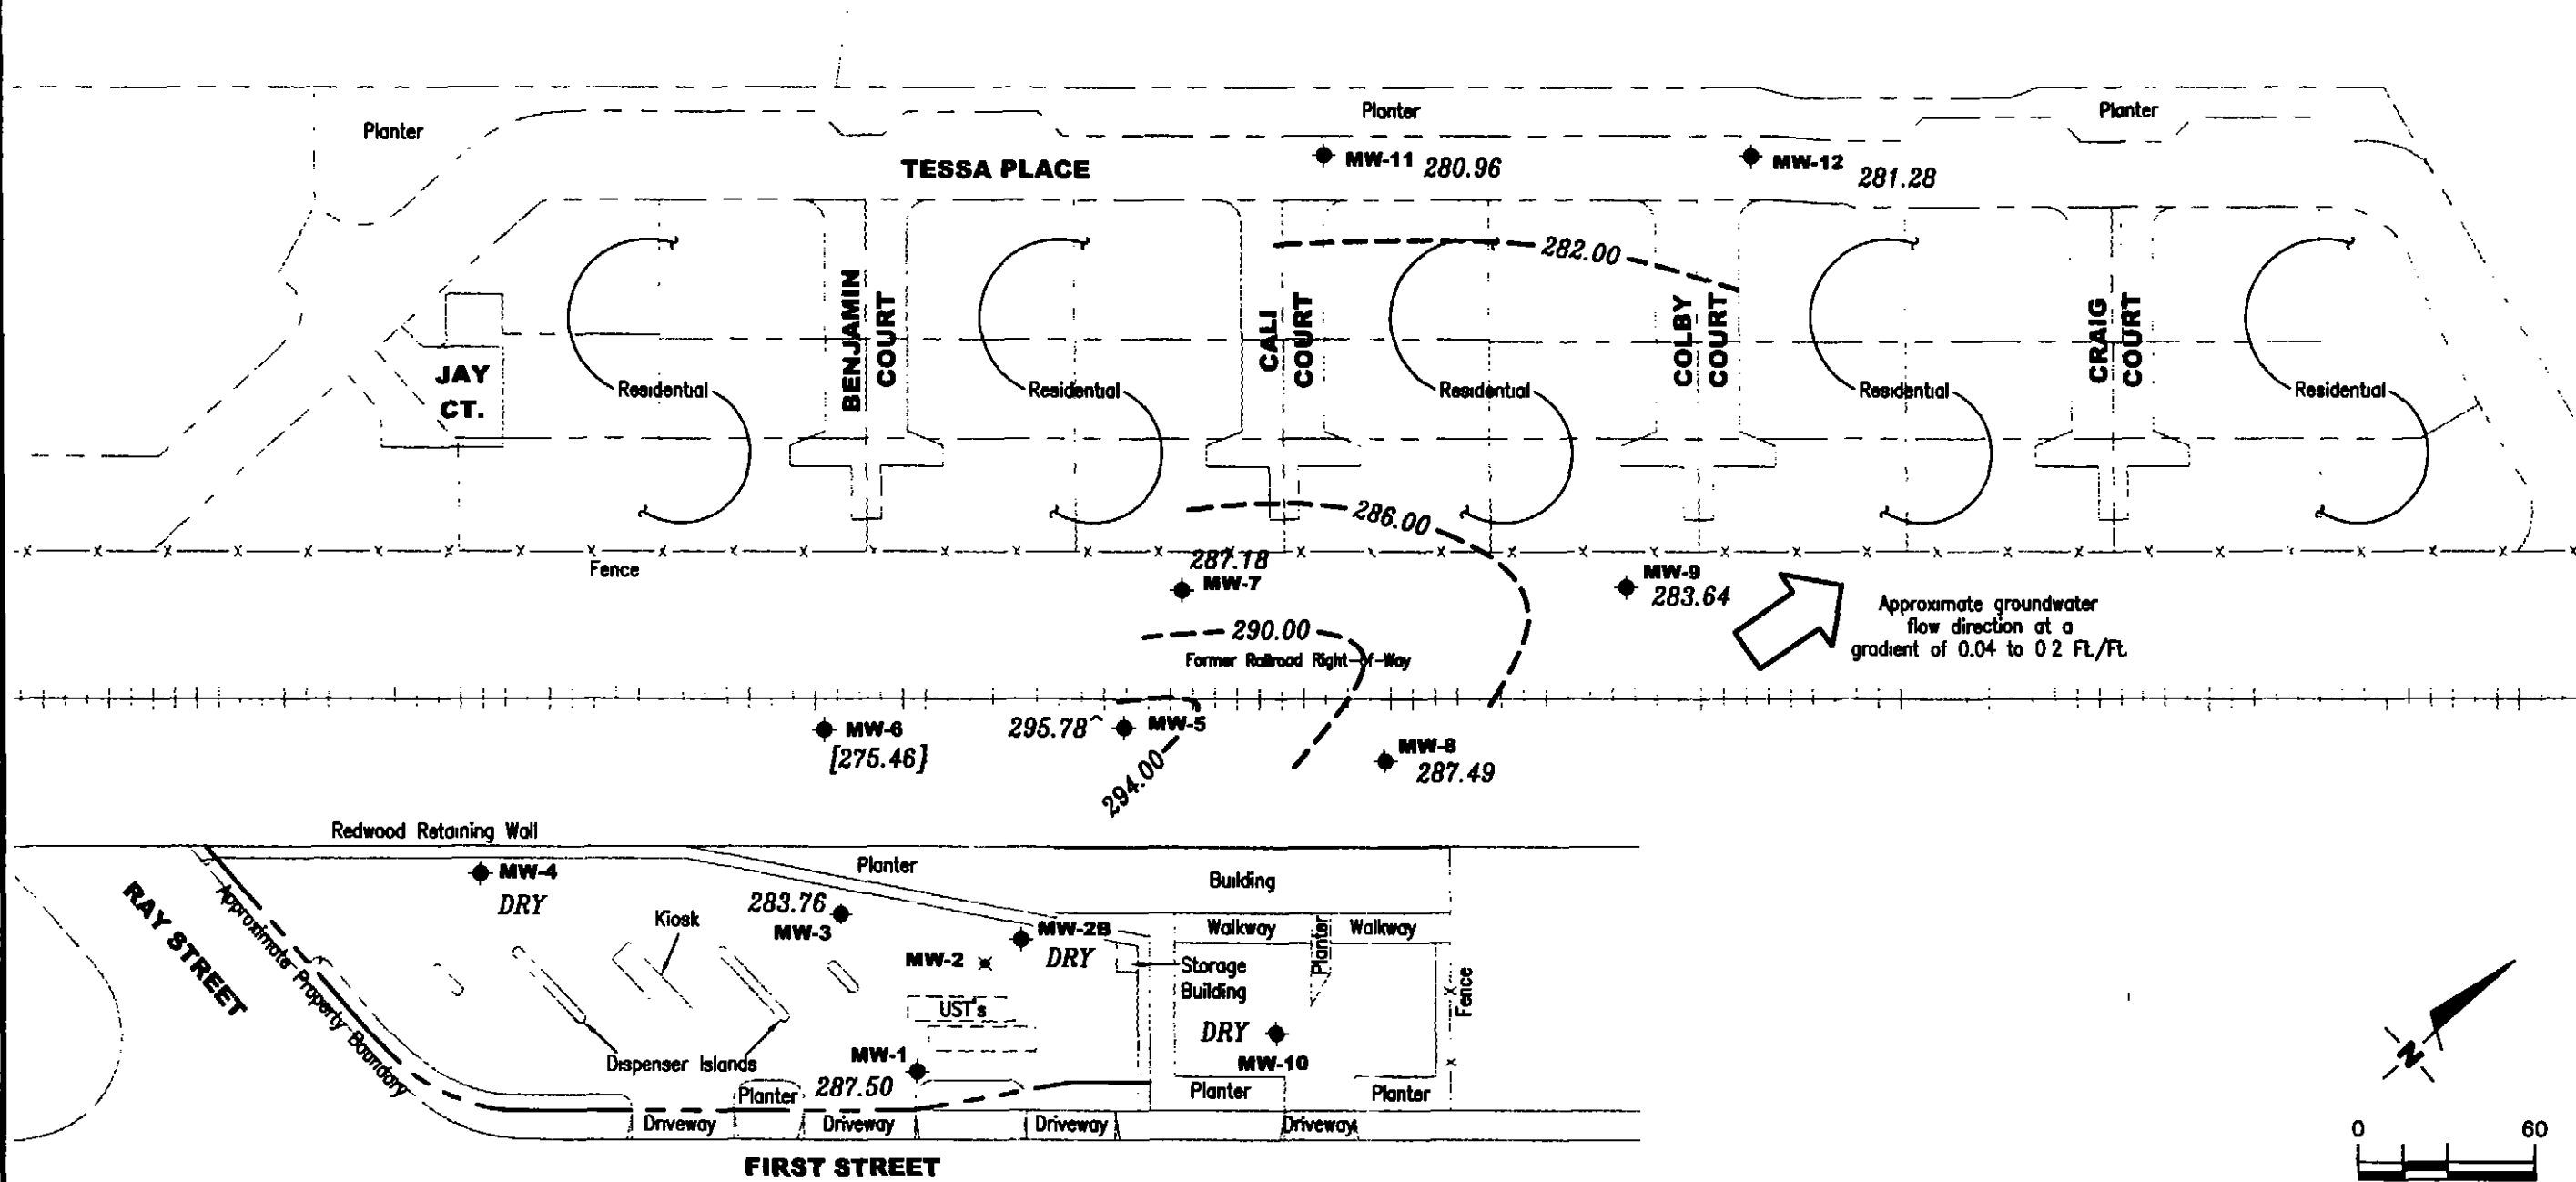 Planter
Planter
Planter
TESSA PLACE
MW-11 280.96
MW-12 281.28
282.00
BENJAMIN
COURT
CALI
COURT
COLBY
COURT
CRAIG
COURT
JAY
CT.
Residential
Residential
Residential
Residential
Residential
286.00
Fence
287.18
MW-7
MW-9
283.64
Approximate groundwater
flow direction at a
gradient of 0.04 to 0 2 Ft./Ft.
290.00
Former Railroad Right-of-Way
MW-6
[275.46]
295.78^ MW-5
294.00
MW-8
287.49
Redwood Retaining Wall
RAY STREET
Approximate Property Boundary
MW-4
DRY
Planter
283.76
MW-3
Kiosk
MW-2B
DRY
MW-2
UST's
Dispenser Islands
MW-1
287.50
Building
Walkway
Planter
Walkway
Storage
Building
Fence
DRY
MW-10
Planter
Planter
Planter
Driveway
Driveway
Driveway
Driveway
FIRST STREET
N
0 60